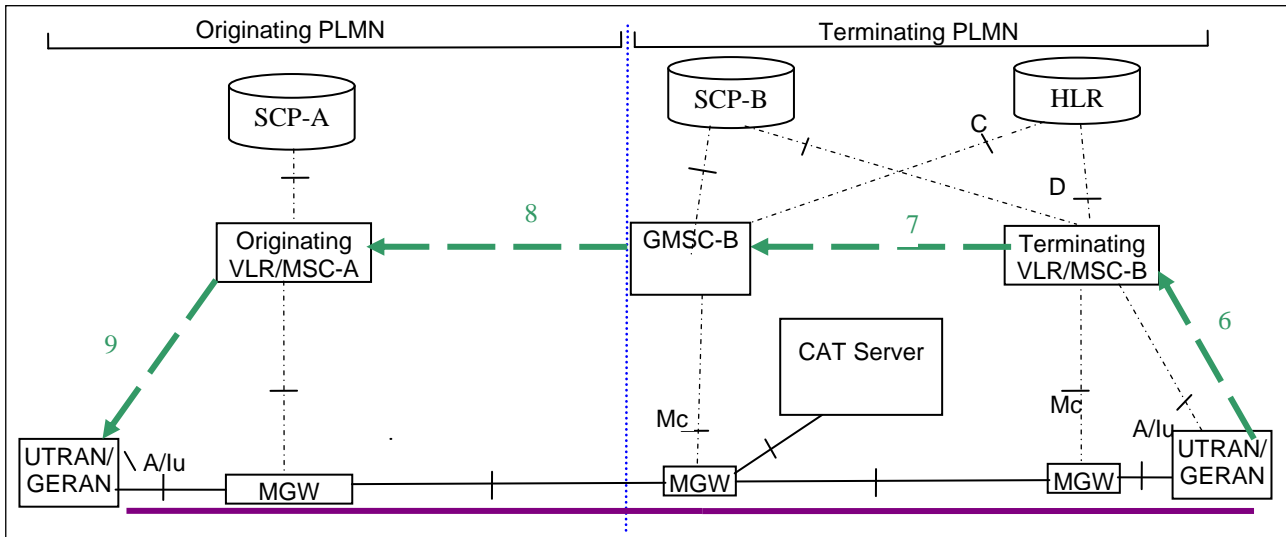 Originating PLMN
Terminating PLMN
SCP-A
SCP-B
HLR
C
D
8
7
Originating
VLR/MSC-A
GMSC-B
Terminating
VLR/MSC-B
6
9
CAT Server
Mc
Mc
A/Iu
A/Iu
UTRAN/
GERAN
MGW
MGW
MGW
UTRAN/
GERAN